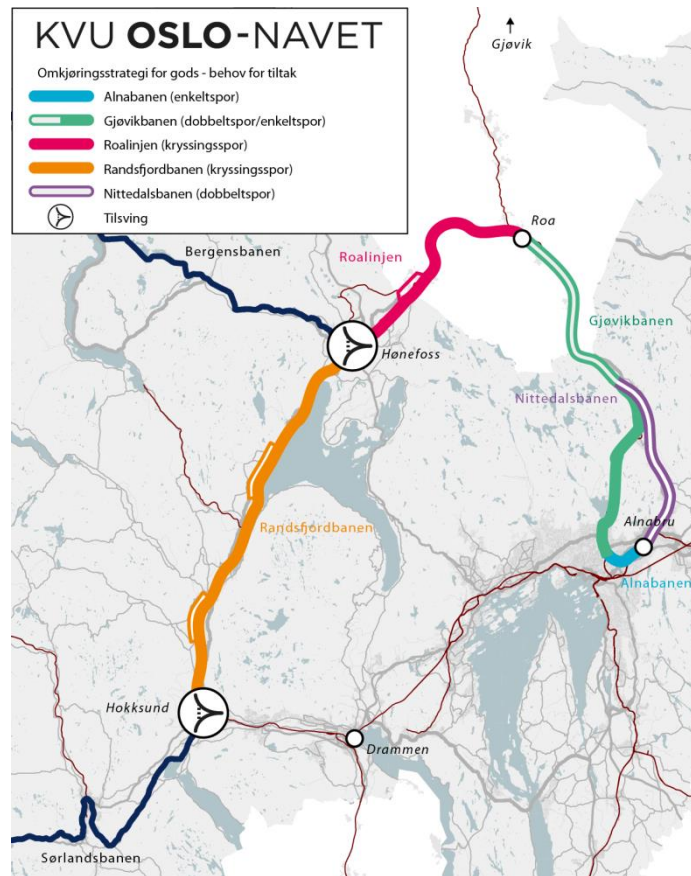 KVU OSLO-NAVET
Omkjøringsstrategi for gods - behov for tiltak
Alnabanen (enkeltspor)
Gjøvikbanen (dobbeltspor/enkeltspor)
Roalinjen (kryssingsspor)
Randsfjordbanen (kryssingsspor)
Nittedalsbanen (dobbeltspor)
Tilsving
Gjøvik
Roa
Bergensbanen
Roalinjen
Gjøvikbanen
Hønefoss
Nittedalsbanen
Randsfjordbanen
Alnabru
Alnabanen
Hokksund
Drammen
Sørlandsbanen